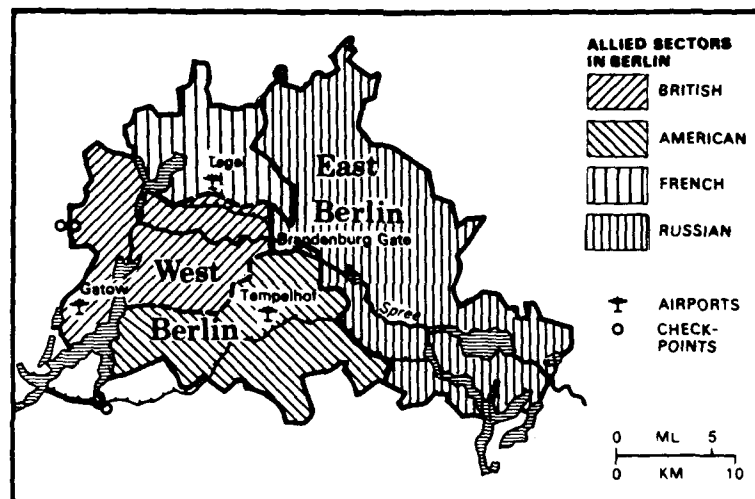 ALLIED SECTORS
IN BERLIN
BRITISH
AMERICAN
FRENCH
RUSSIAN
AIRPORTS
CHECK-
POINTS
0 ML 5
0 KM 10
Tegel
East
Berlin
Brandenburg Gate
West
Gatow
Tempelhof
Berlin
Spree